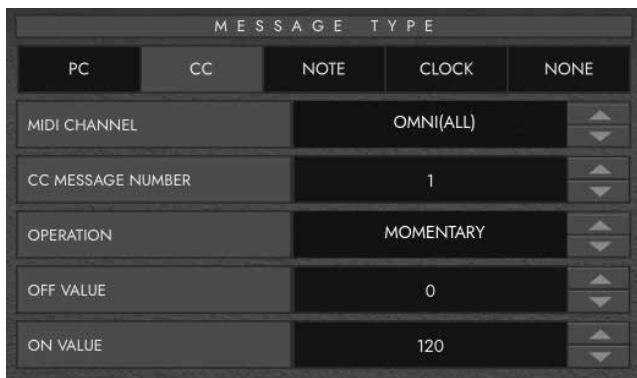 MESSAGE TYPE
PC CC NOTE CLOCK NONE
MIDI CHANNEL OMNI(ALL)
CC MESSAGE NUMBER 1
OPERATION MOMENTARY
OFF VALUE 0
ON VALUE 120